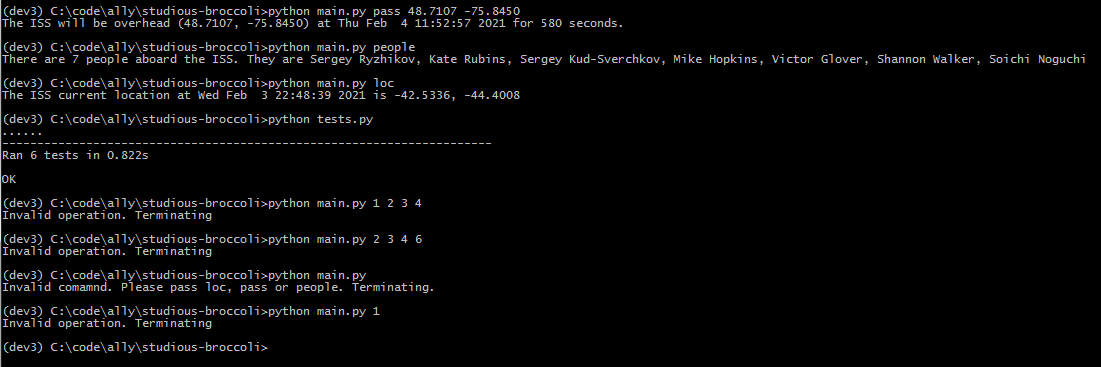 (dev3) C:\code\ally\studious-broccoli>python main.py pass 48.7107 -75.8450
The ISS will be overhead (48.7107, -75.8450) at Thu Feb  4 11:52:57 2021 for 580 seconds.
(dev3) C:\code\ally\studious-broccoli>python main.py people
There are 7 people aboard the ISS. They are Sergey Ryzhikov, Kate Rubins, Sergey Kud-Sverchkov, Mike Hopkins, Victor Glover, Shannon Walker, Soichi Noguchi
(dev3) C:\code\ally\studious-broccoli>python main.py loc
The ISS current location at Wed Feb  3 22:48:39 2021 is -42.5336, -44.4008
(dev3) C:\code\ally\studious-broccoli>python tests.py
......
----------------------------------------------------------------------
Ran 6 tests in 0.822s
OK
(dev3) C:\code\ally\studious-broccoli>python main.py 1 2 3 4
Invalid operation. Terminating
(dev3) C:\code\ally\studious-broccoli>python main.py 2 3 4 6
Invalid operation. Terminating
(dev3) C:\code\ally\studious-broccoli>python main.py
Invalid comamnd. Please pass loc, pass or people. Terminating.
(dev3) C:\code\ally\studious-broccoli>python main.py 1
Invalid operation. Terminating
(dev3) C:\code\ally\studious-broccoli>